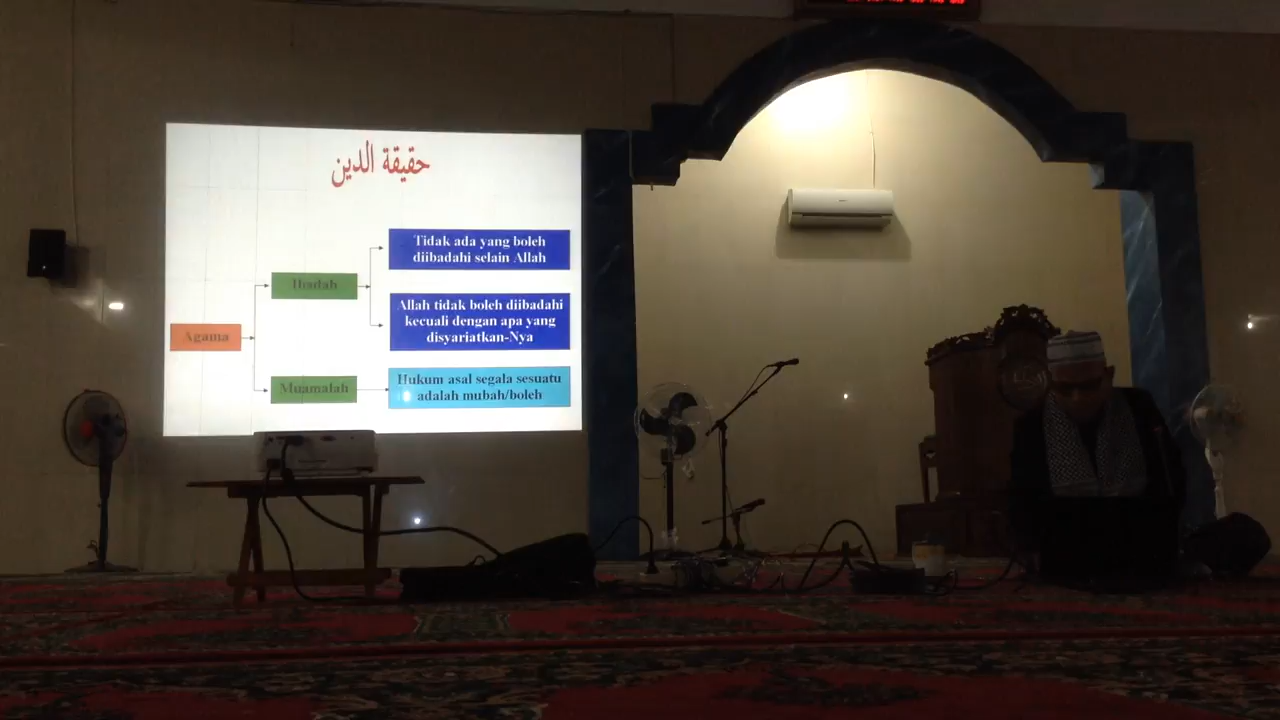 حقيقة الدين
Tidak ada yang boleh
diibadahi selain Allah
Ibadah
Allah tidak boleh diibadahi
kecuali dengan apa yang
disyariatkan-Nya
Agama
Muamalah
Hukum asal segala sesuatu
adalah mubah/boleh